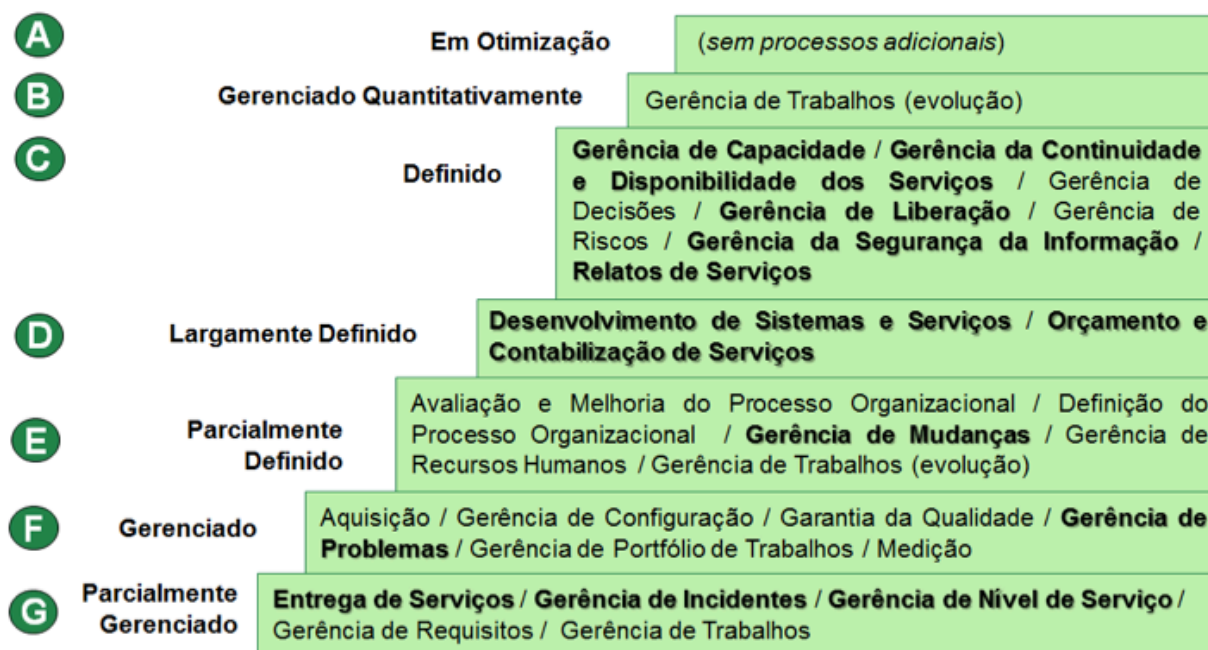 A
Em Otimização
(sem processos adicionais)
B
Gerenciado Quantitativamente
Gerência de Trabalhos (evolução)
C
Definido
Gerência de Capacidade / Gerência da Continuidade
e Disponibilidade dos Serviços / Gerência de
Decisões / Gerência de Liberação / Gerência de
Riscos / Gerência da Segurança da Informação /
Relatos de Serviços
D
Largamente Definido
Desenvolvimento de Sistemas e Serviços / Orçamento e
Contabilização de Serviços
E
Parcialmente
Definido
Avaliação e Melhoria do Processo Organizacional / Definição do
Processo Organizacional / Gerência de Mudanças / Gerência de
Recursos Humanos / Gerência de Trabalhos (evolução)
F
Gerenciado
Aquisição / Gerência de Configuração / Garantia da Qualidade / Gerência de
Problemas / Gerência de Portfólio de Trabalhos / Medição
G
Parcialmente
Gerenciado
Entrega de Serviços / Gerência de Incidentes / Gerência de Nível de Serviço /
Gerência de Requisitos / Gerência de Trabalhos